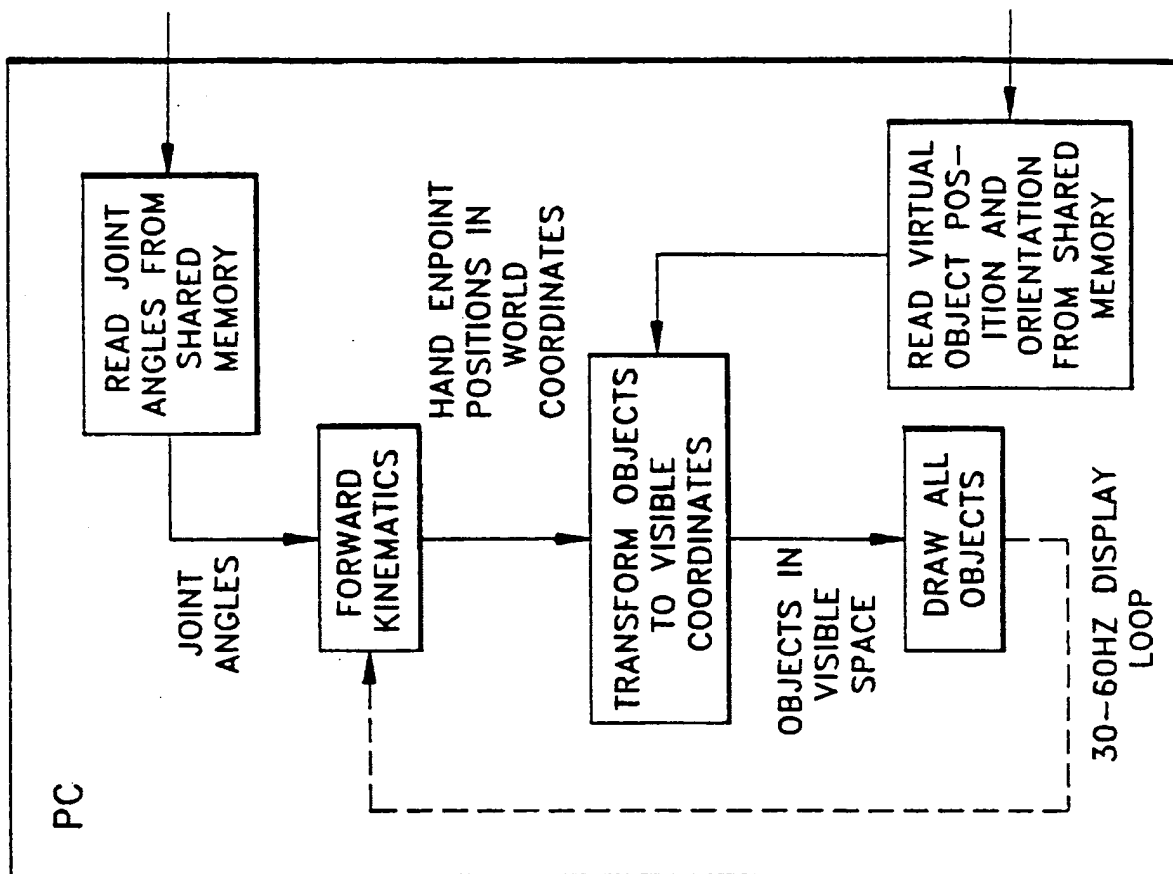 PC
READ JOINT
ANGLES FROM
SHARED
MEMORY
JOINT
ANGLES
FORWARD
KINEMATICS
HAND ENPOINT
POSITIONS IN
WORLD
COORDINATES
TRANSFORM OBJECTS
TO VISIBLE
COORDINATES
READ VIRTUAL
OBJECT POS–
ITION AND
ORIENTATION
FROM SHARED
MEMORY
OBJECTS IN
VISIBLE
SPACE
DRAW ALL
OBJECTS
30–60HZ DISPLAY
LOOP